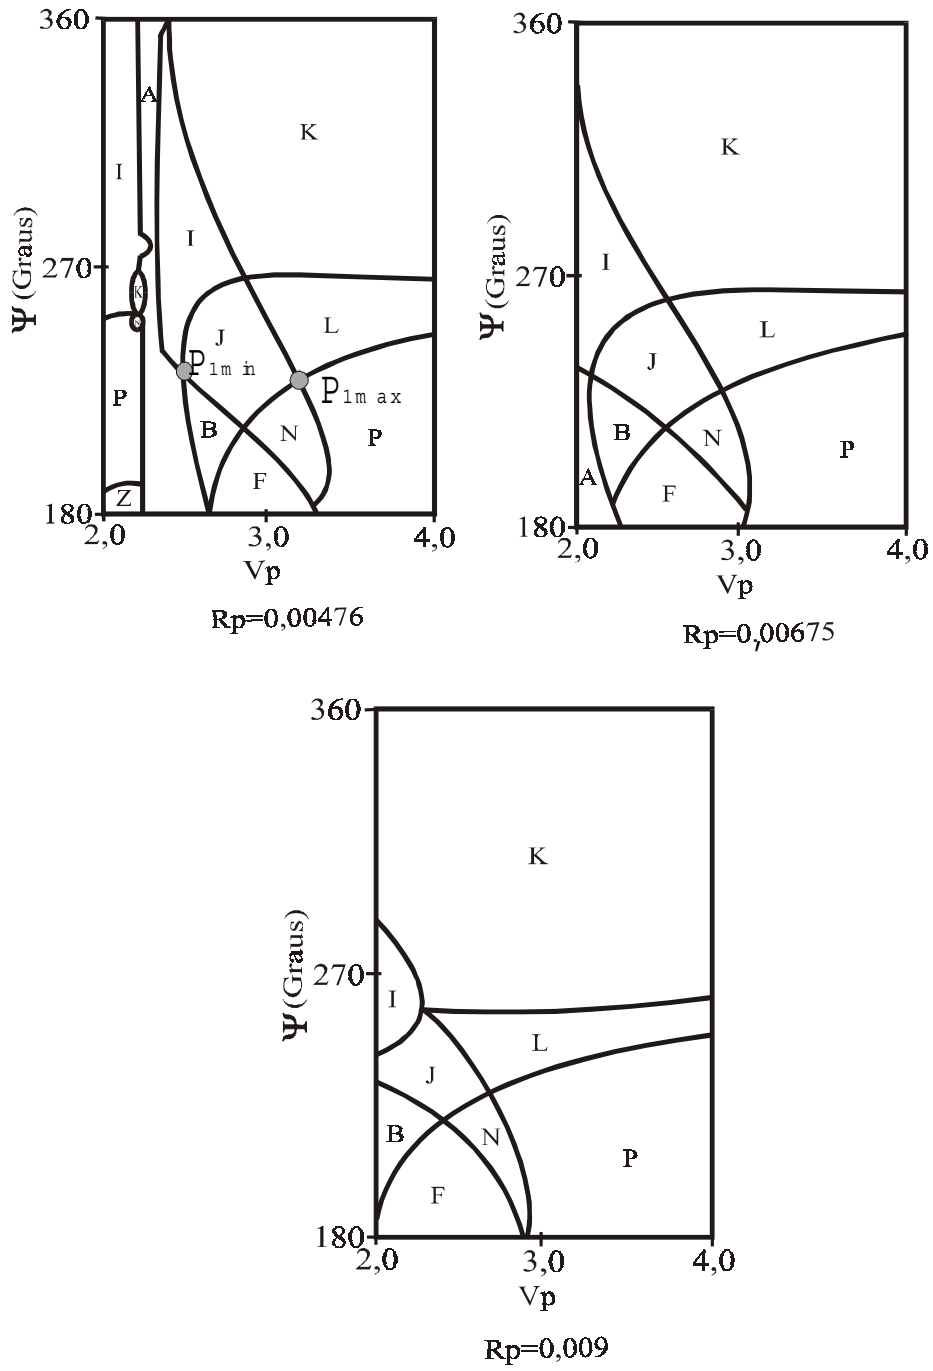 360
A
K
I
I
Ψ (Graus)
270
K
N
J
L
P1min
P1max
P
B
N
P
F
Z
180
2,0 3,0 4,0
Vp
Rp=0,00476
360
K
I
270
Ψ (Graus)
L
J
B
N
P
A
F
180
2,0 3,0 4,0
Vp
Rp=0,00675
360
K
270
Ψ (Graus)
I
L
J
B
N
P
F
180
2,0 3,0 4,0
Vp
Rp=0,009